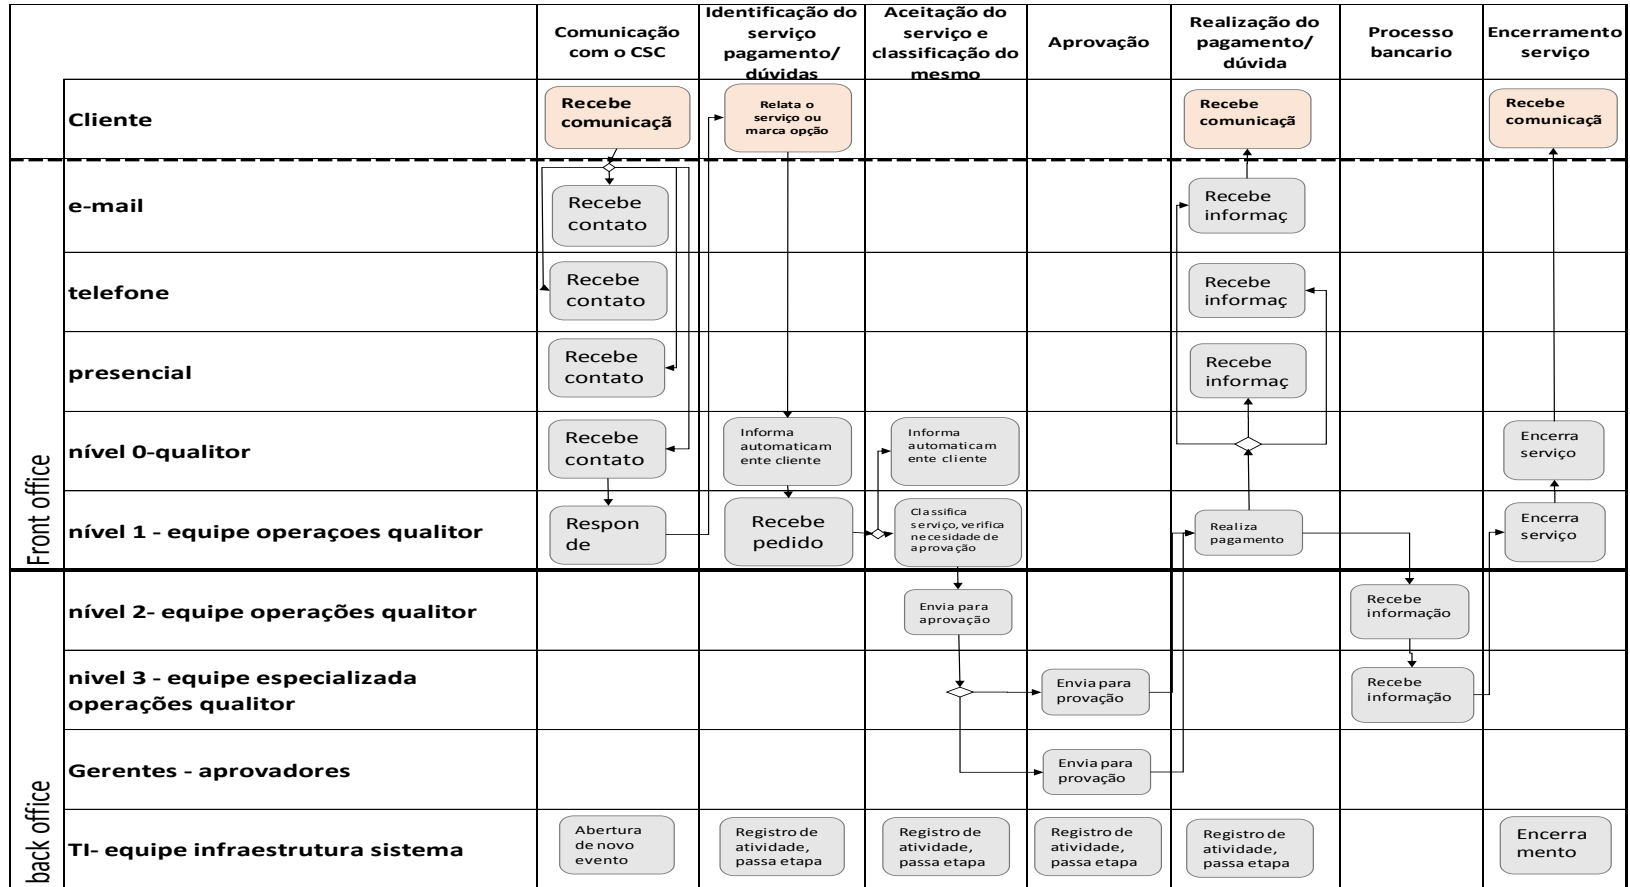 Comunicação
com o CSC
Identificação do
serviço
pagamento/
dúvidas
Aceitação do
serviço e
classificação do
mesmo
Aprovação
Realização do
pagamento/
dúvida
Processo
bancario
Encerramento
serviço
Cliente
Recebe
comunicaçã
Relata o
serviço ou
marca opção
Recebe
comunicaçã
Recebe
comunicaçã
Front office
e-mail
Recebe
contato
Recebe
informaç
telefone
Recebe
contato
Recebe
informaç
presencial
Recebe
contato
Recebe
informaç
nível 0-qualitor
Recebe
contato
Informa
automaticam
ente cliente
Informa
automaticam
ente cliente
Encerra
serviço
nível 1 - equipe operaçoes qualitor
Respon
de
Recebe
pedido
Classifica
serviço, verifica
necesidade de
aprovação
Realiza
pagamento
Encerra
serviço
back office
nível 2- equipe operações qualitor
Envia para
aprovação
Recebe
informação
nivel 3 - equipe especializada
operações qualitor
Envia para
provação
Recebe
informação
Gerentes - aprovadores
Envia para
provação
TI- equipe infraestrutura sistema
Abertura
de novo
evento
Registro de
atividade,
passa etapa
Registro de
atividade,
passa etapa
Registro de
atividade,
passa etapa
Registro de
atividade,
passa etapa
Encerra
mento